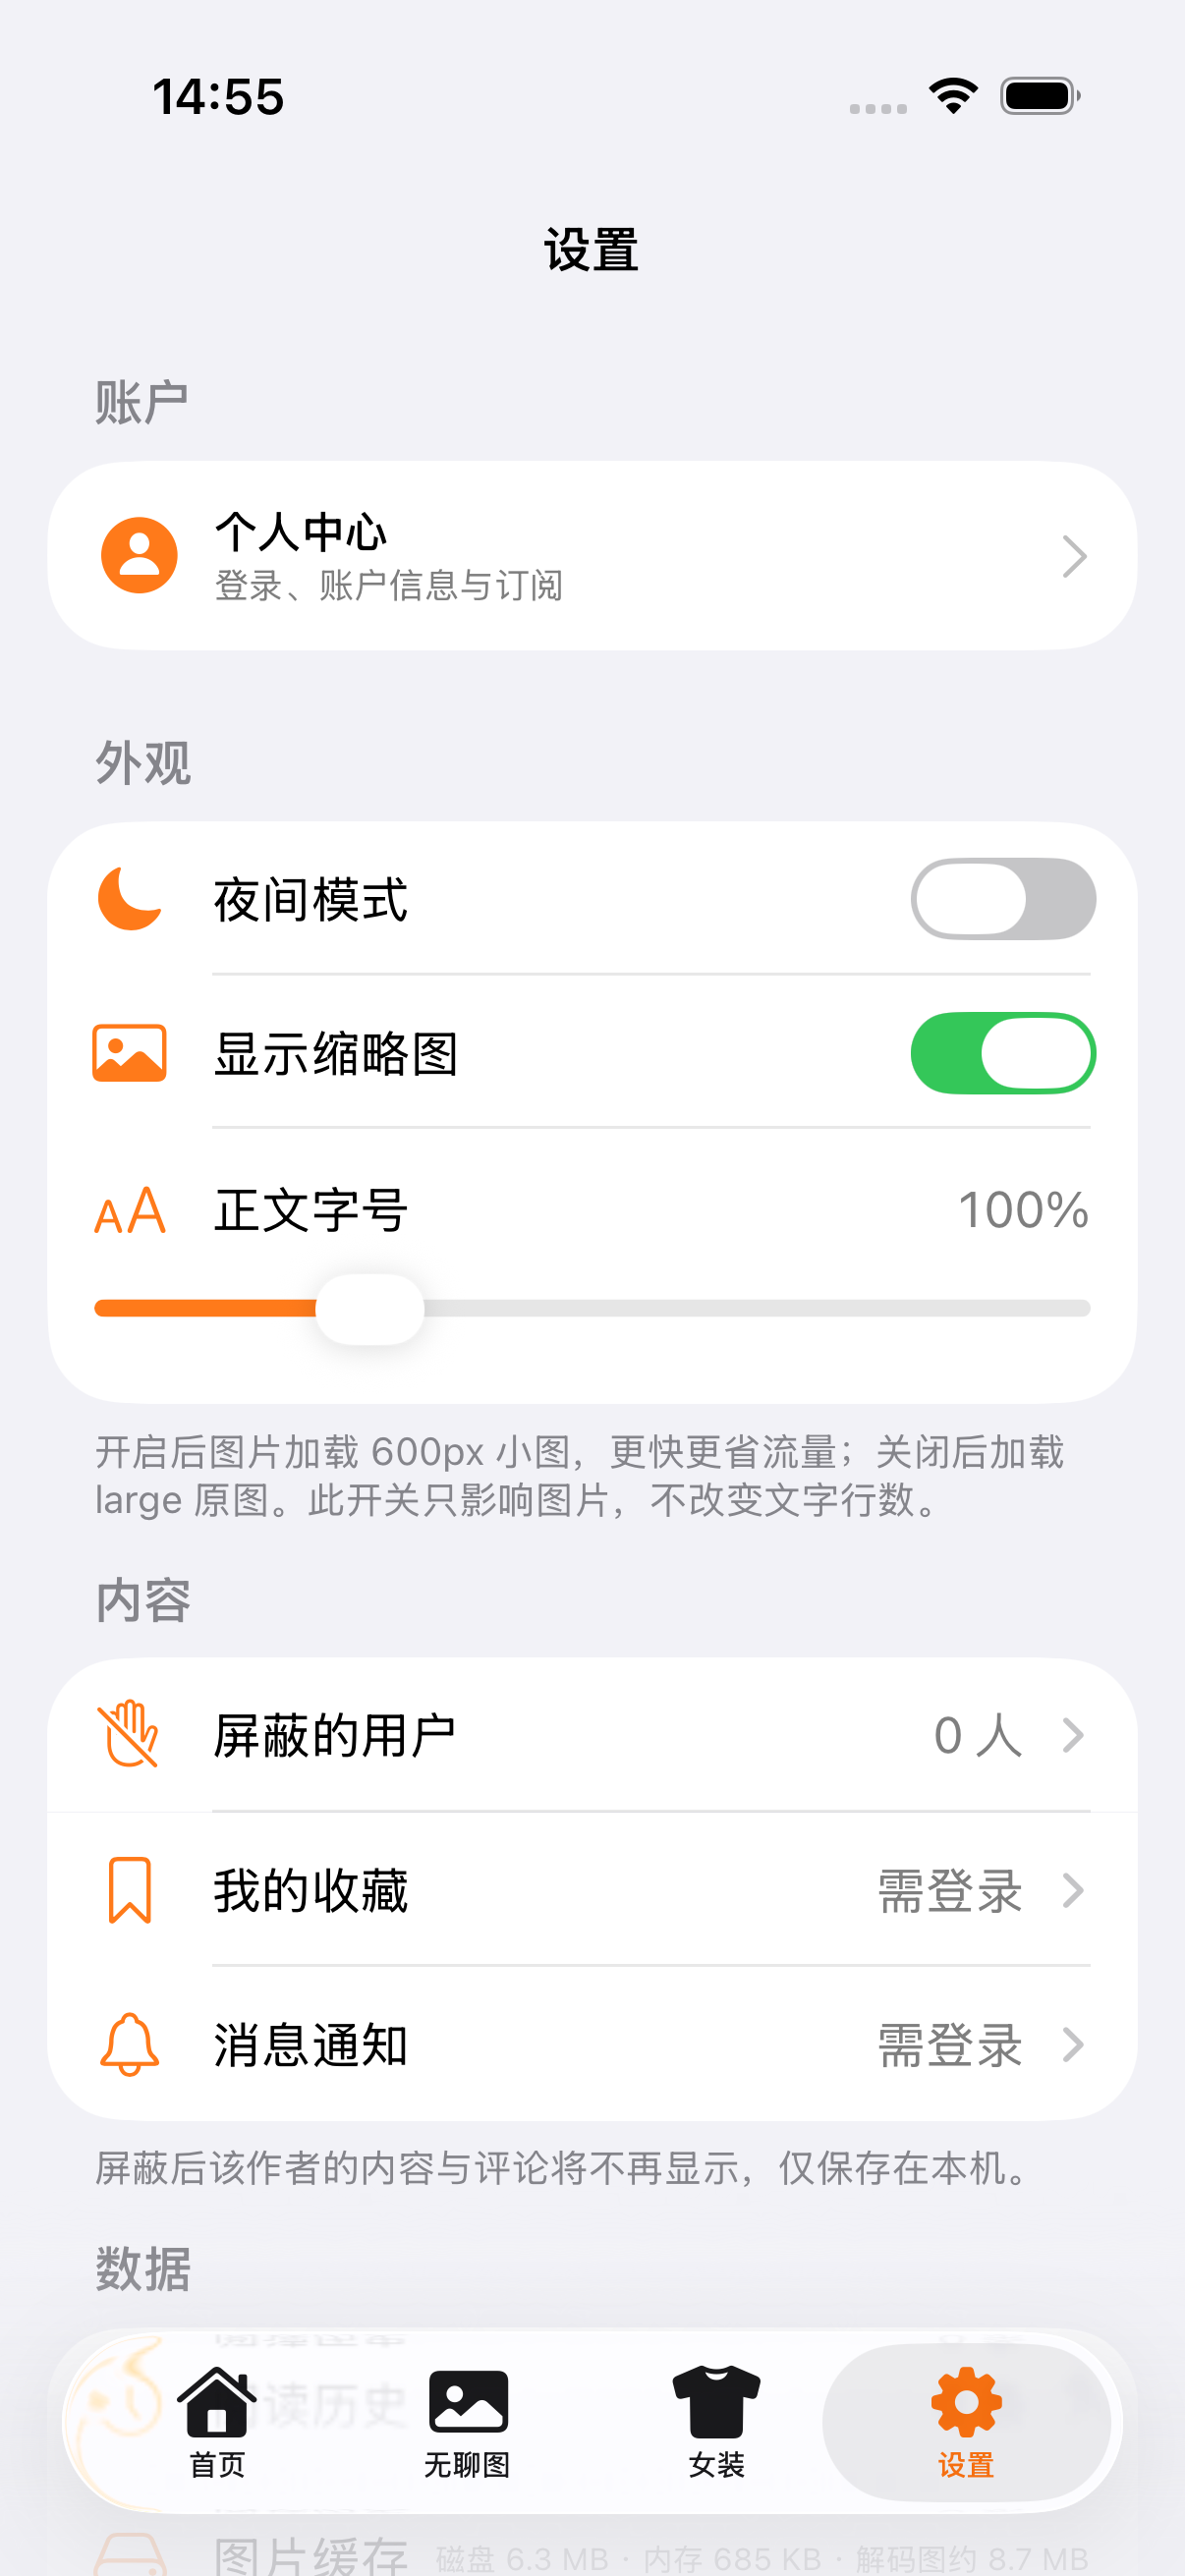 14:55
设置
账户
个人中心
登录、账户信息与订阅
外观
夜间模式
显示缩略图
正文字号 100%
开启后图片加载 600px 小图，更快更省流量；关闭后加载
large 原图。此开关只影响图片，不改变文字行数。
内容
屏蔽的用户 0 人
我的收藏 需登录
消息通知 需登录
屏蔽后该作者的内容与评论将不再显示，仅保存在本机。
数据
读历史
首页 无聊图 女装 设置
图片缓存 磁盘 6.3 MB · 内存 685 KB · 解码图约 8.7 MB